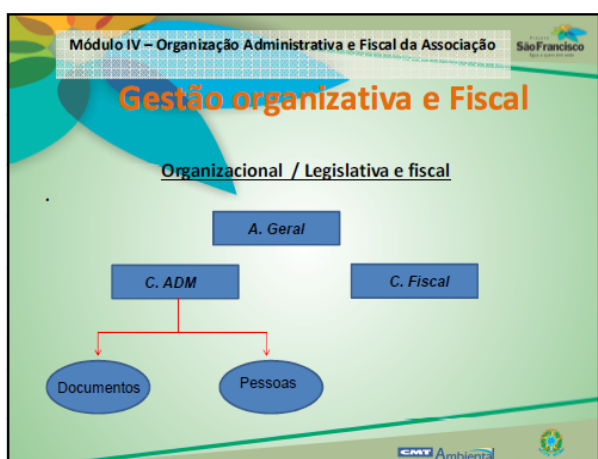 Módulo IV – Organização Administrativa e Fiscal da Associação
São Francisco
Gestão organizativa e Fiscal
Organizacional / Legislativa e fiscal
.
A. Geral
C. ADM
C. Fiscal
Documentos
Pessoas
CMT Ambiental